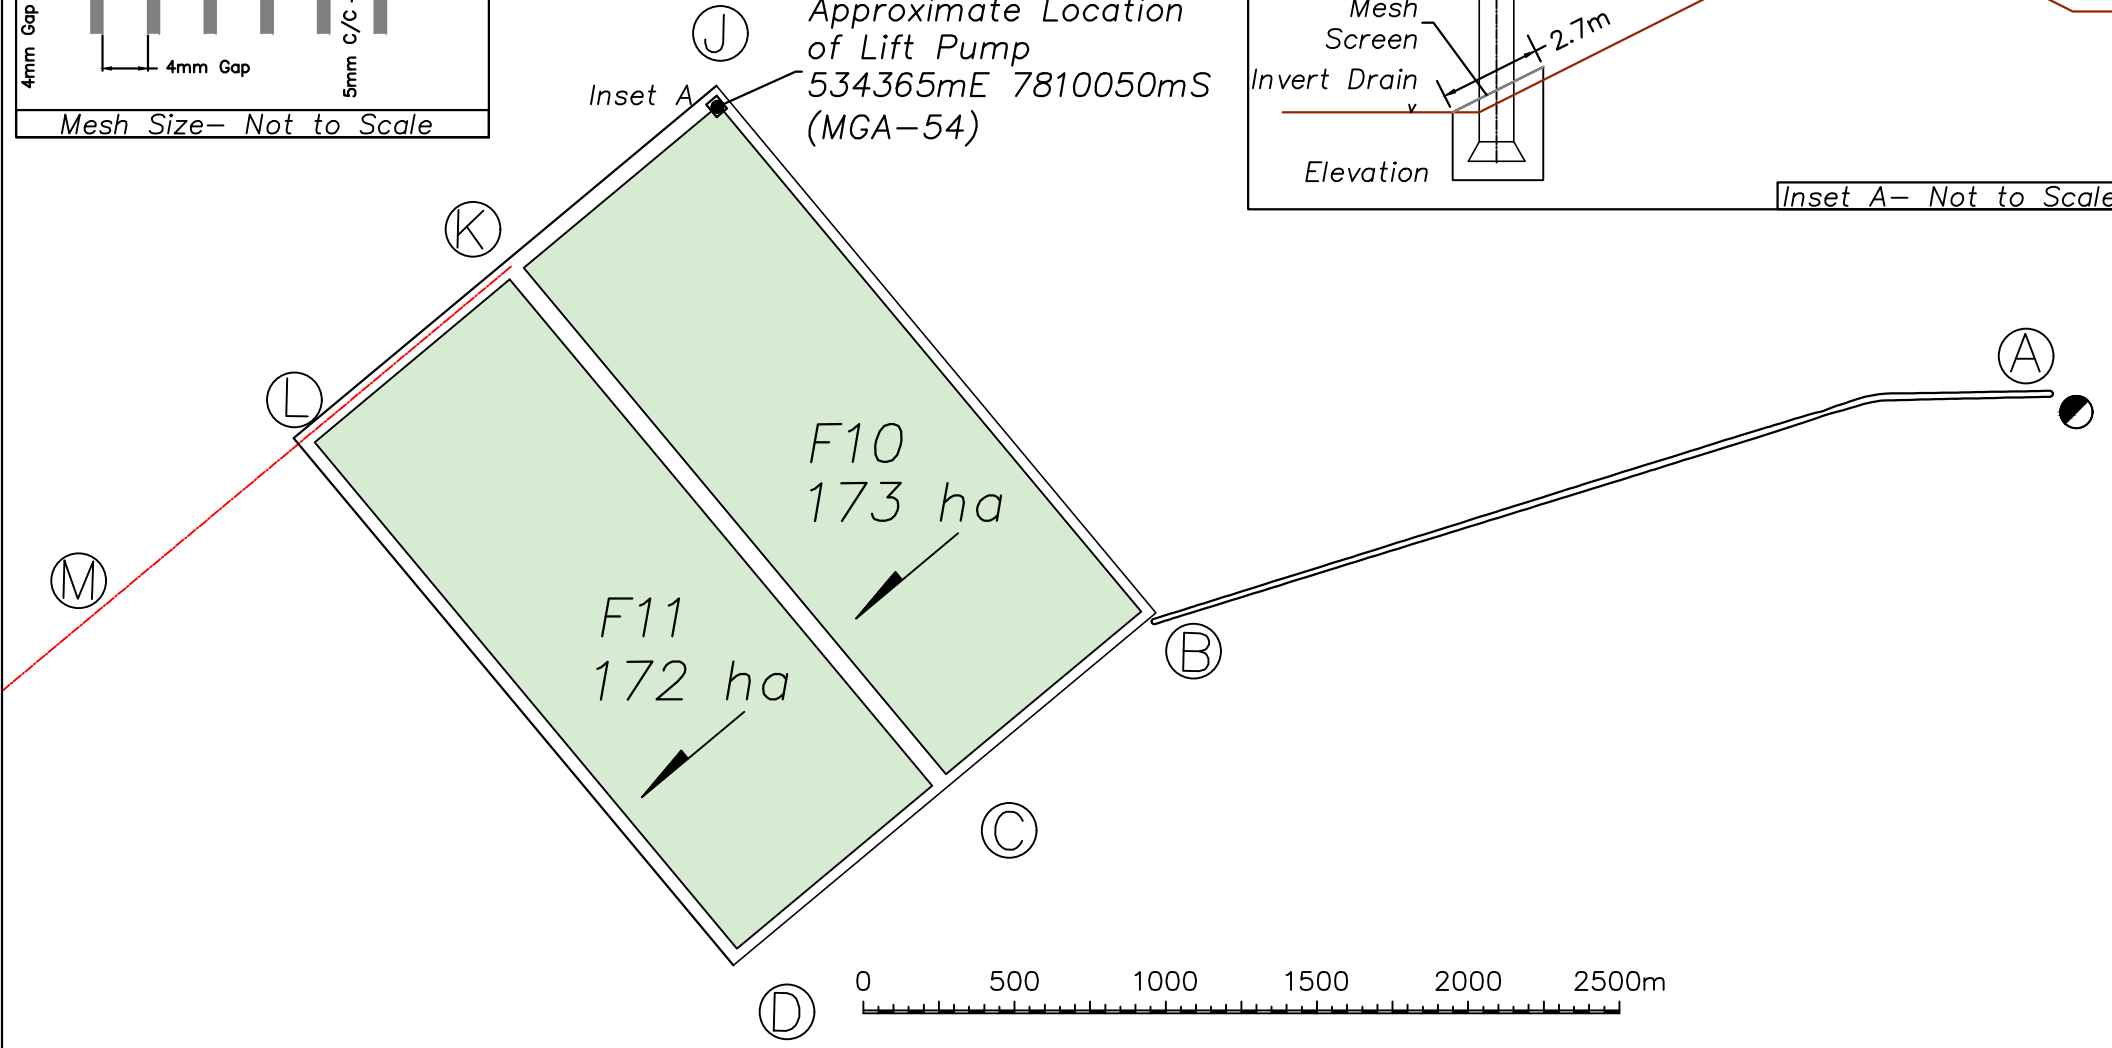 4mm Gap
4mm Gap
5mm C/C
Mesh Size- Not to Scale
J
Approximate Location
of Lift Pump
534365mE 7810050mS
(MGA-54)
Inset A
Mesh
Screen
2.7m
Invert Drain
v
Elevation
Inset A- Not to Scale
K
A
L
F10
173 ha
M
F11
172 ha
B
C
D
0 500 1000 1500 2000 2500m